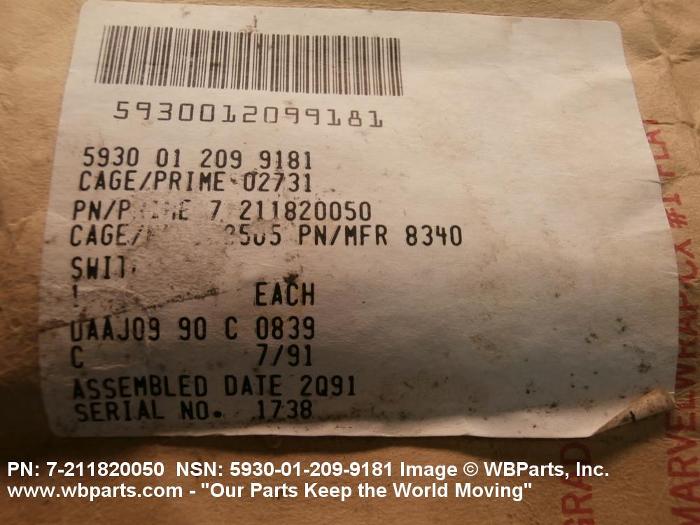 5930012099181
5930 01 209 9181
CAGE/PRIME 02731
PN/PRIME 7 211820050
CAGE/ PN/MFR 8340
EACH
DAAJ09 90 C 0839
C 7/91
ASSEMBLED DATE 2Q91
SERIAL NO. 1738
PN: 7-211820050 NSN: 5930-01-209-9181 Image © WBParts, Inc.
www.wbparts.com - "Our Parts Keep the World Moving"